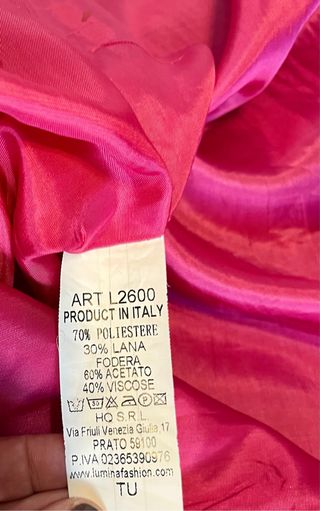 ART L2600
PRODUCT IN ITALY
70% POLIESTERE
30% LANA
FODERA
60% ACETATO
40% VISCOSE
30
P
HQ S.R.L.
Via Friuli Venezia Giulia,17
PRATO 59100
P.IVA 02365390976
www.luminafashion.com
TU